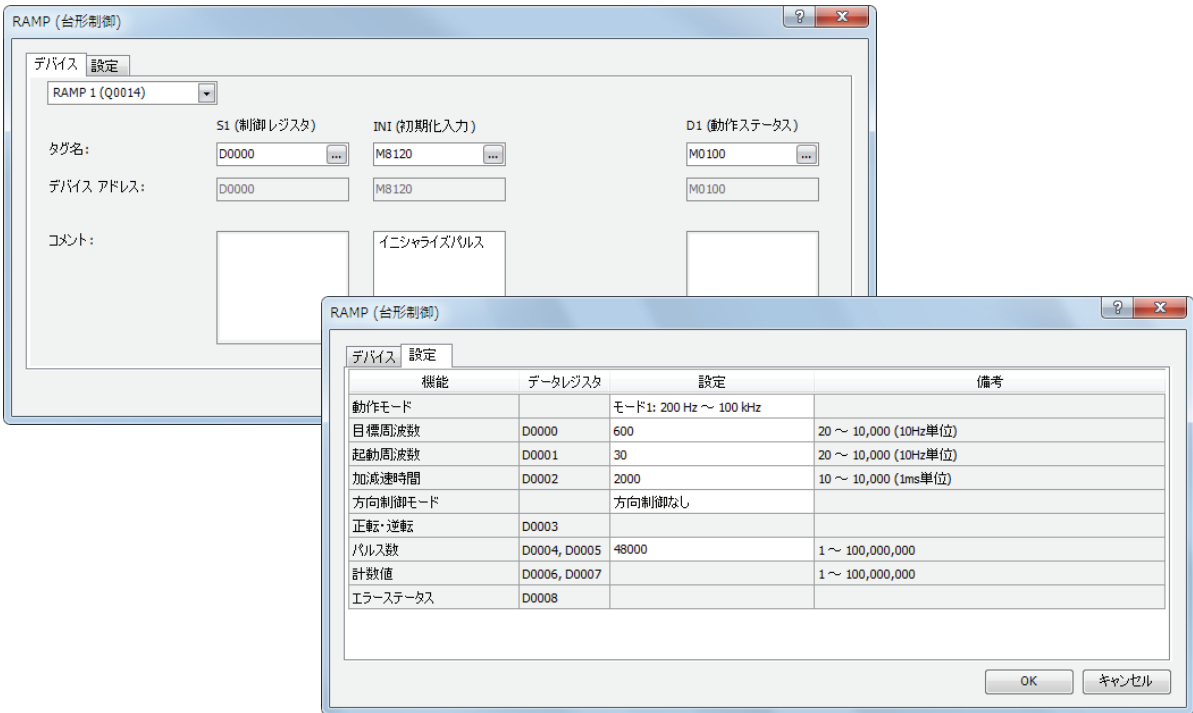 RAMP (台形制御)
デバイス 設定
RAMP 1 (Q0014)
S1 (制御レジスタ) INI (初期化入力) D1 (動作ステータス)
タグ名: D0000 ... M8120 ... M0100 ...
デバイス アドレス: D0000 M8120 M0100
コメント: イニシャライズパルス
RAMP (台形制御)
デバイス 設定
機能 データレジスタ 設定 備考
動作モード モード1: 200 Hz ～ 100 kHz
目標周波数 D0000 600 20 ～ 10,000 (10Hz単位)
起動周波数 D0001 30 20 ～ 10,000 (10Hz単位)
加減速時間 D0002 2000 10 ～ 10,000 (1ms単位)
方向制御モード 方向制御なし
正転・逆転 D0003
パルス数 D0004, D0005 48000 1 ～ 100,000,000
計数値 D0006, D0007 1 ～ 100,000,000
エラーステータス D0008
OK キャンセル